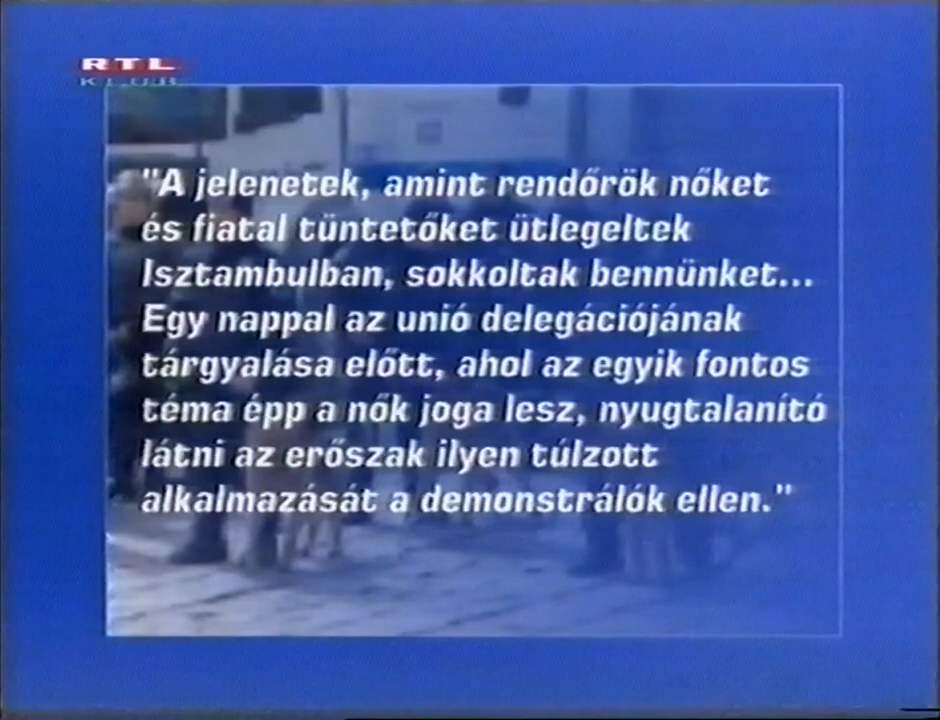 RTL
KLUB
"A jelenetek, amint rendőrök nőket
és fiatal tüntetőket ütlegeltek
Isztambulban, sokkoltak bennünket...
Egy nappal az unió delegációjának
tárgyalása előtt, ahol az egyik fontos
téma épp a nők joga lesz, nyugtalanító
látni az erőszak ilyen túlzott
alkalmazását a demonstrálók ellen."